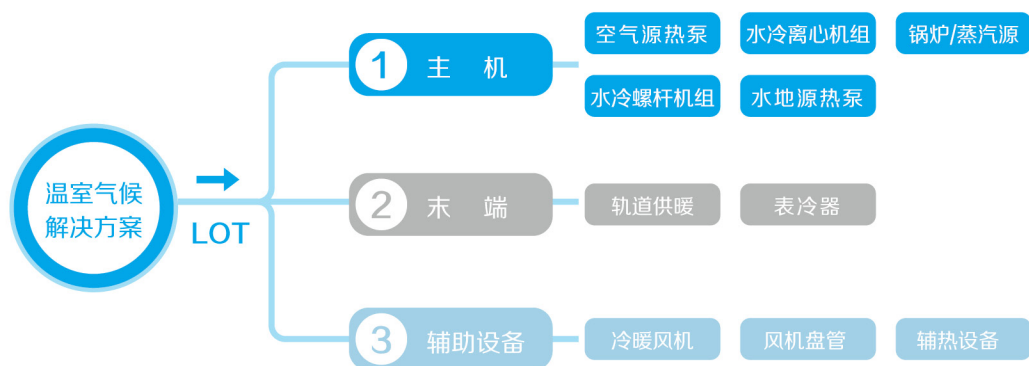 温室气候
解决方案
LOT
1 主 机
空气源热泵
水冷离心机组
锅炉/蒸汽源
水冷螺杆机组
水地源热泵
2 末 端
轨道供暖
表冷器
3 辅助设备
冷暖风机
风机盘管
辅热设备